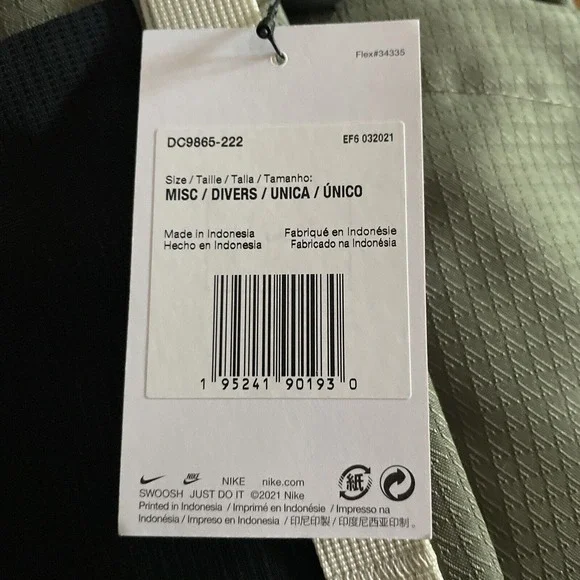 Flex#34335
DC9865-222 EF6 032021
Size / Taille / Talla / Tamanho:
MISC / DIVERS / UNICA / ÚNICO
Made in Indonesia Fabriqué en Indonésie
Hecho en Indonesia Fabricado na Indonésia
1 95241 90193 0
NIKE NIKE nike.com
SWOOSH JUST DO IT ©2021 Nike
Printed in Indonesia / Imprimé en Indonésie / Impresso na
Indonésia / Impreso en Indonesia / 印尼印製 / 印度尼西亚印制。
紙